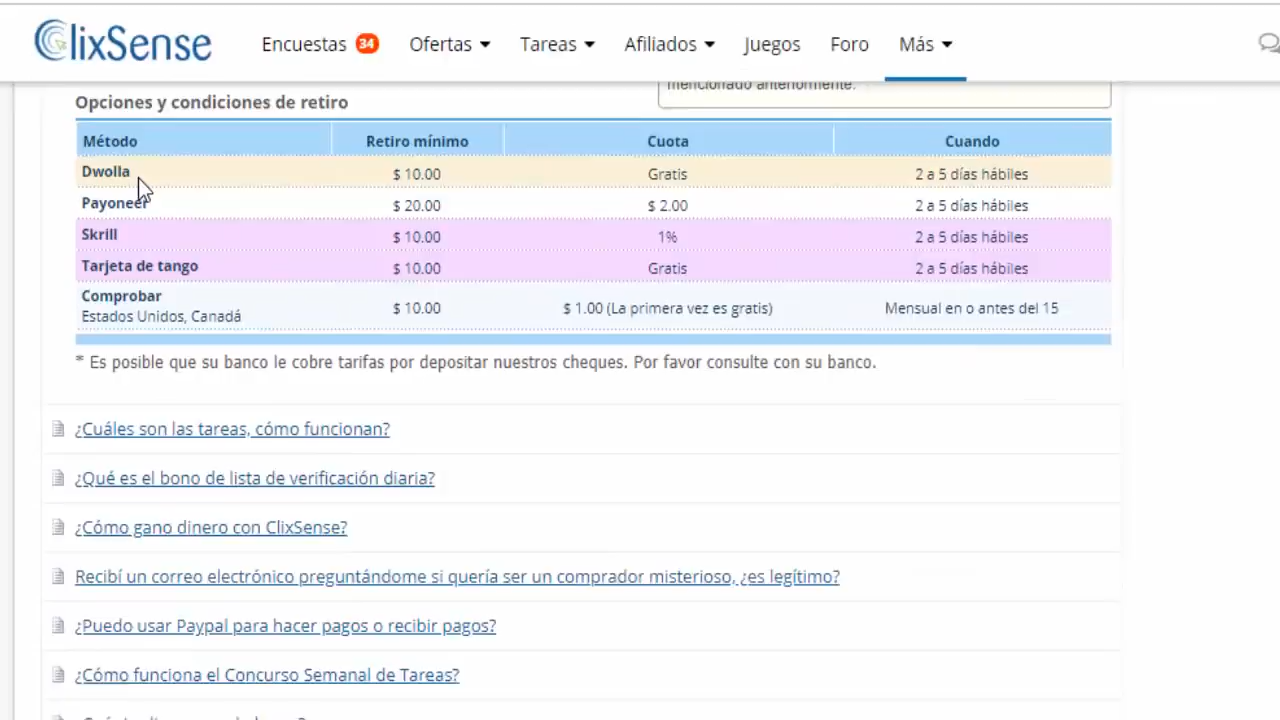 ClixSense Encuestas 34 Ofertas Tareas Afiliados Juegos Foro Más
mencionado anteriormente.
Opciones y condiciones de retiro
Método Retiro mínimo Cuota Cuando
Dwolla $ 10.00 Gratis 2 a 5 días hábiles
Payoneer $ 20.00 $ 2.00 2 a 5 días hábiles
Skrill $ 10.00 1% 2 a 5 días hábiles
Tarjeta de tango $ 10.00 Gratis 2 a 5 días hábiles
Comprobar
Estados Unidos, Canadá $ 10.00 $ 1.00 (La primera vez es gratis) Mensual en o antes del 15
* Es posible que su banco le cobre tarifas por depositar nuestros cheques. Por favor consulte con su banco.
¿Cuáles son las tareas, cómo funcionan?
¿Qué es el bono de lista de verificación diaria?
¿Cómo gano dinero con ClixSense?
Recibí un correo electrónico preguntándome si quería ser un comprador misterioso, ¿es legítimo?
¿Puedo usar Paypal para hacer pagos o recibir pagos?
¿Cómo funciona el Concurso Semanal de Tareas?